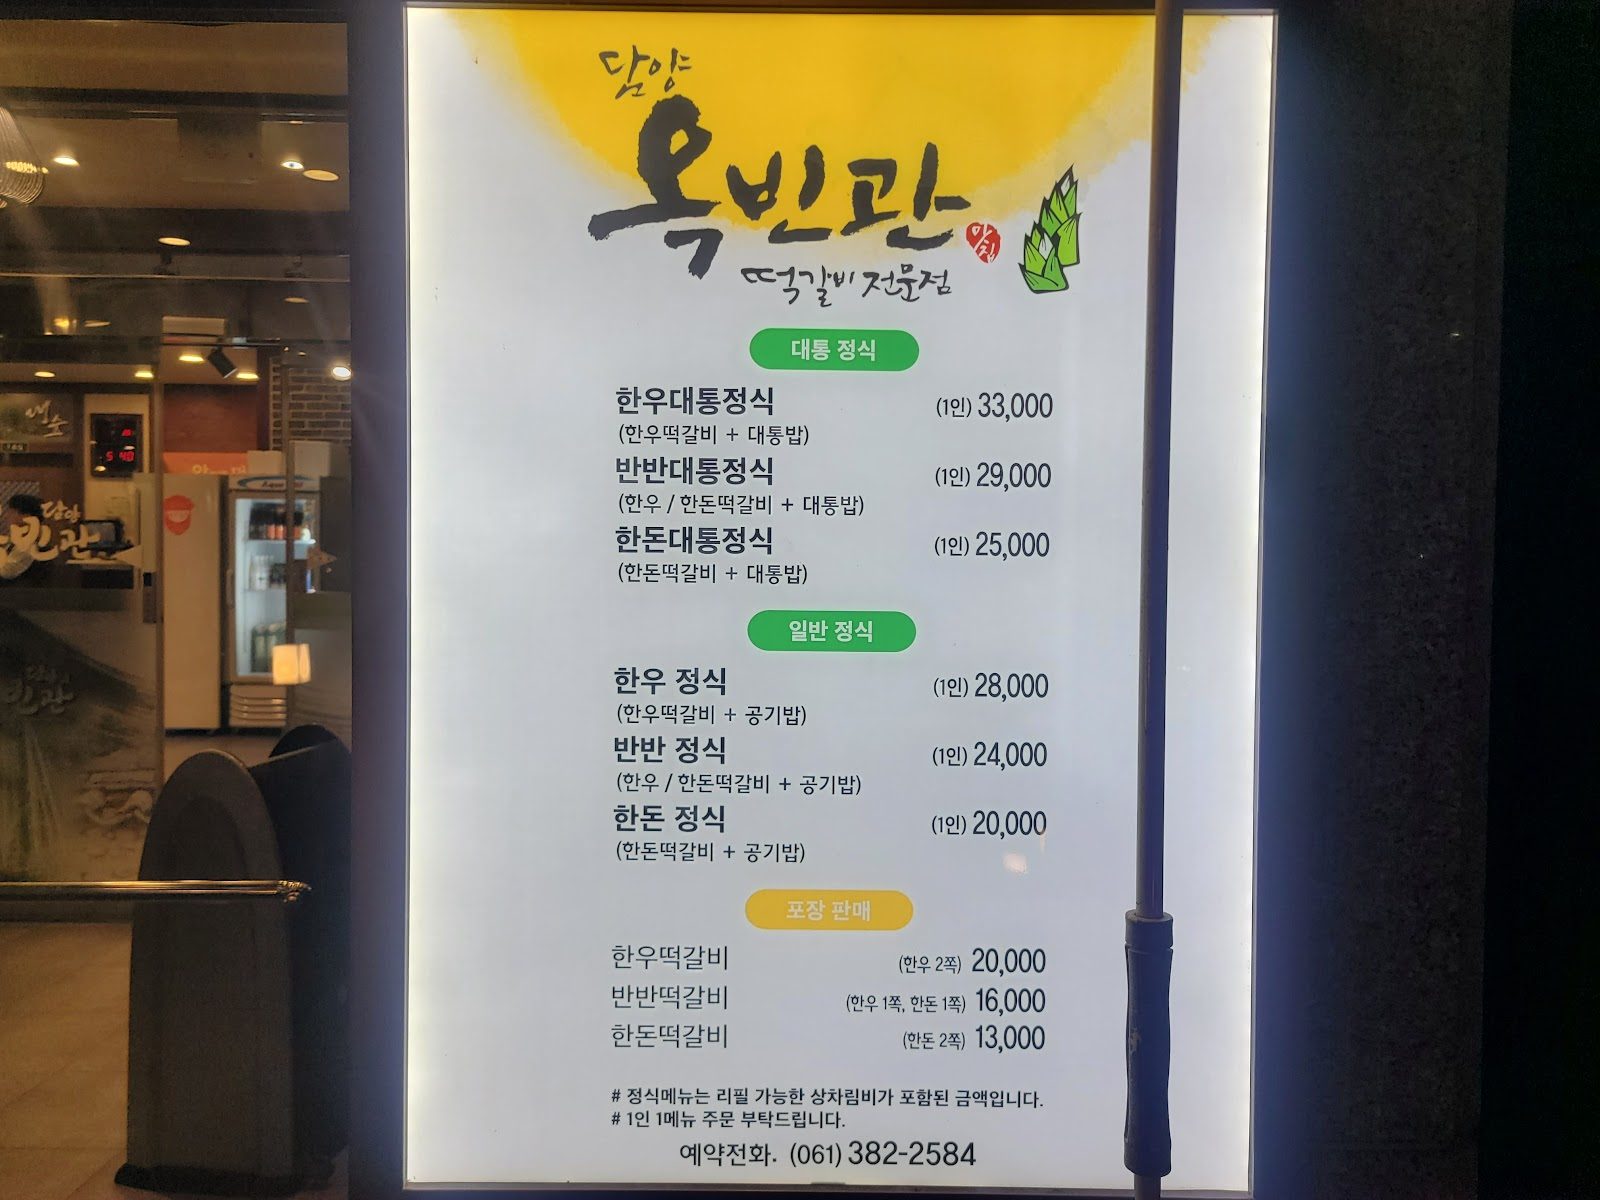 담양
옥빈관
맛집
떡갈비 전문점
대통 정식
한우대통정식 (1인) 33,000
(한우떡갈비 + 대통밥)
반반대통정식 (1인) 29,000
(한우 / 한돈떡갈비 + 대통밥)
한돈대통정식 (1인) 25,000
(한돈떡갈비 + 대통밥)
일반 정식
한우 정식 (1인) 28,000
(한우떡갈비 + 공기밥)
반반 정식 (1인) 24,000
(한우 / 한돈떡갈비 + 공기밥)
한돈 정식 (1인) 20,000
(한돈떡갈비 + 공기밥)
포장 판매
한우떡갈비 (한우 2쪽) 20,000
반반떡갈비 (한우 1쪽, 한돈 1쪽) 16,000
한돈떡갈비 (한돈 2쪽) 13,000
# 정식메뉴는 리필 가능한 상차림비가 포함된 금액입니다.
# 1인 1메뉴 주문 부탁드립니다.
예약전화. (061) 382-2584
담양
빈관
빈관